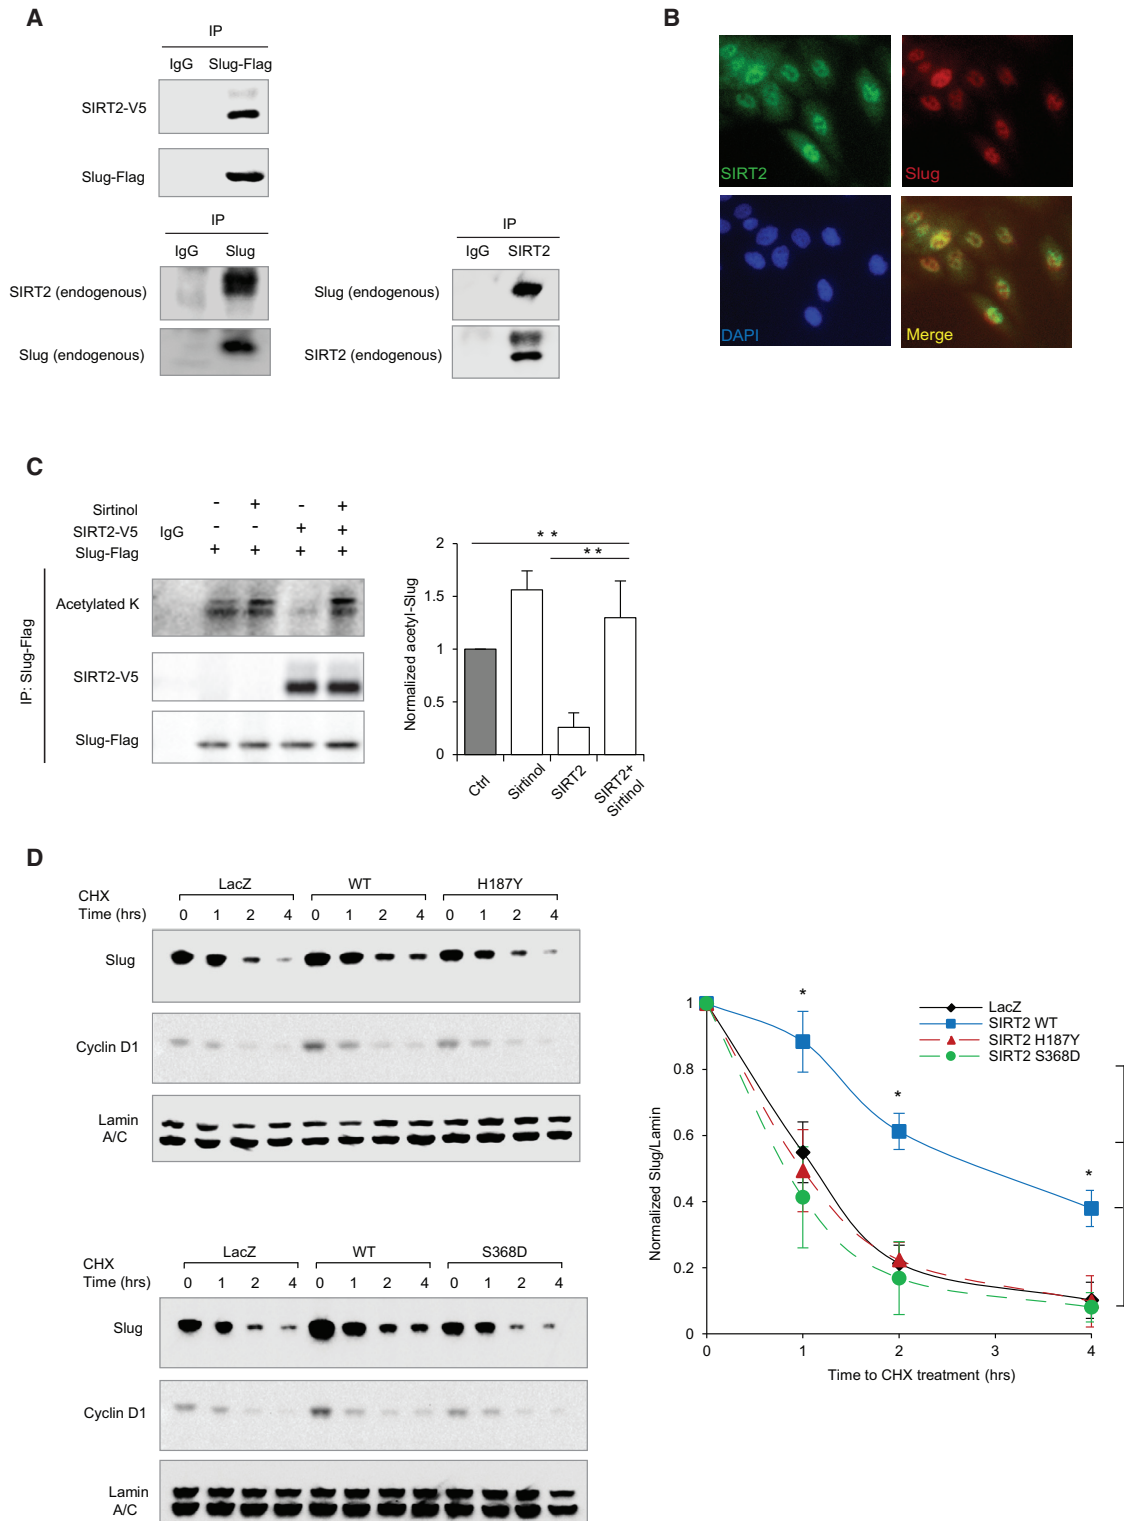 A
IP
IgG Slug-Flag
SIRT2-V5
Slug-Flag
IP
IgG Slug
SIRT2 (endogenous)
Slug (endogenous)
IP
IgG SIRT2
Slug (endogenous)
SIRT2 (endogenous)
B
SIRT2
Slug
DAPI
Merge
C
Sirtinol - + - +
SIRT2-V5 IgG - - + +
Slug-Flag + + + +
IP: Slug-Flag
Acetylated K
SIRT2-V5
Slug-Flag
Normalized acetyl-Slug
2
1.5
1
0.5
0
* *
* *
Ctrl
Sirtinol
SIRT2
SIRT2+
Sirtinol
D
LacZ WT H187Y
CHX
Time (hrs) 0 1 2 4 0 1 2 4 0 1 2 4
Slug
Cyclin D1
Lamin
A/C
LacZ WT S368D
CHX
Time (hrs) 0 1 2 4 0 1 2 4 0 1 2 4
Slug
Cyclin D1
Lamin
A/C
Normalized Slug/Lamin
1
0.8
0.6
0.4
0.2
0
*
*
*
LacZ
SIRT2 WT
SIRT2 H187Y
SIRT2 S368D
0 1 2 3 4
Time to CHX treatment (hrs)